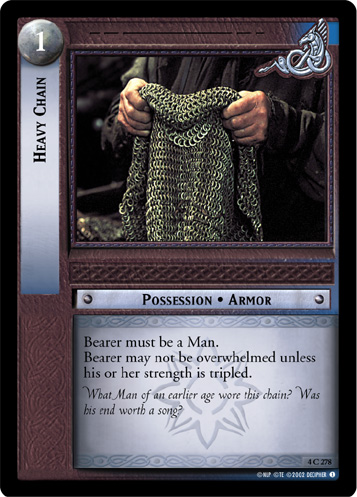 1
HEAVY CHAIN
POSSESSION • ARMOR
Bearer must be a Man.
Bearer may not be overwhelmed unless
his or her strength is tripled.
What Man of an earlier age wore this chain? Was
his end worth a song?
4 C 278
©NLP ©TE ©2002 DECIPHER